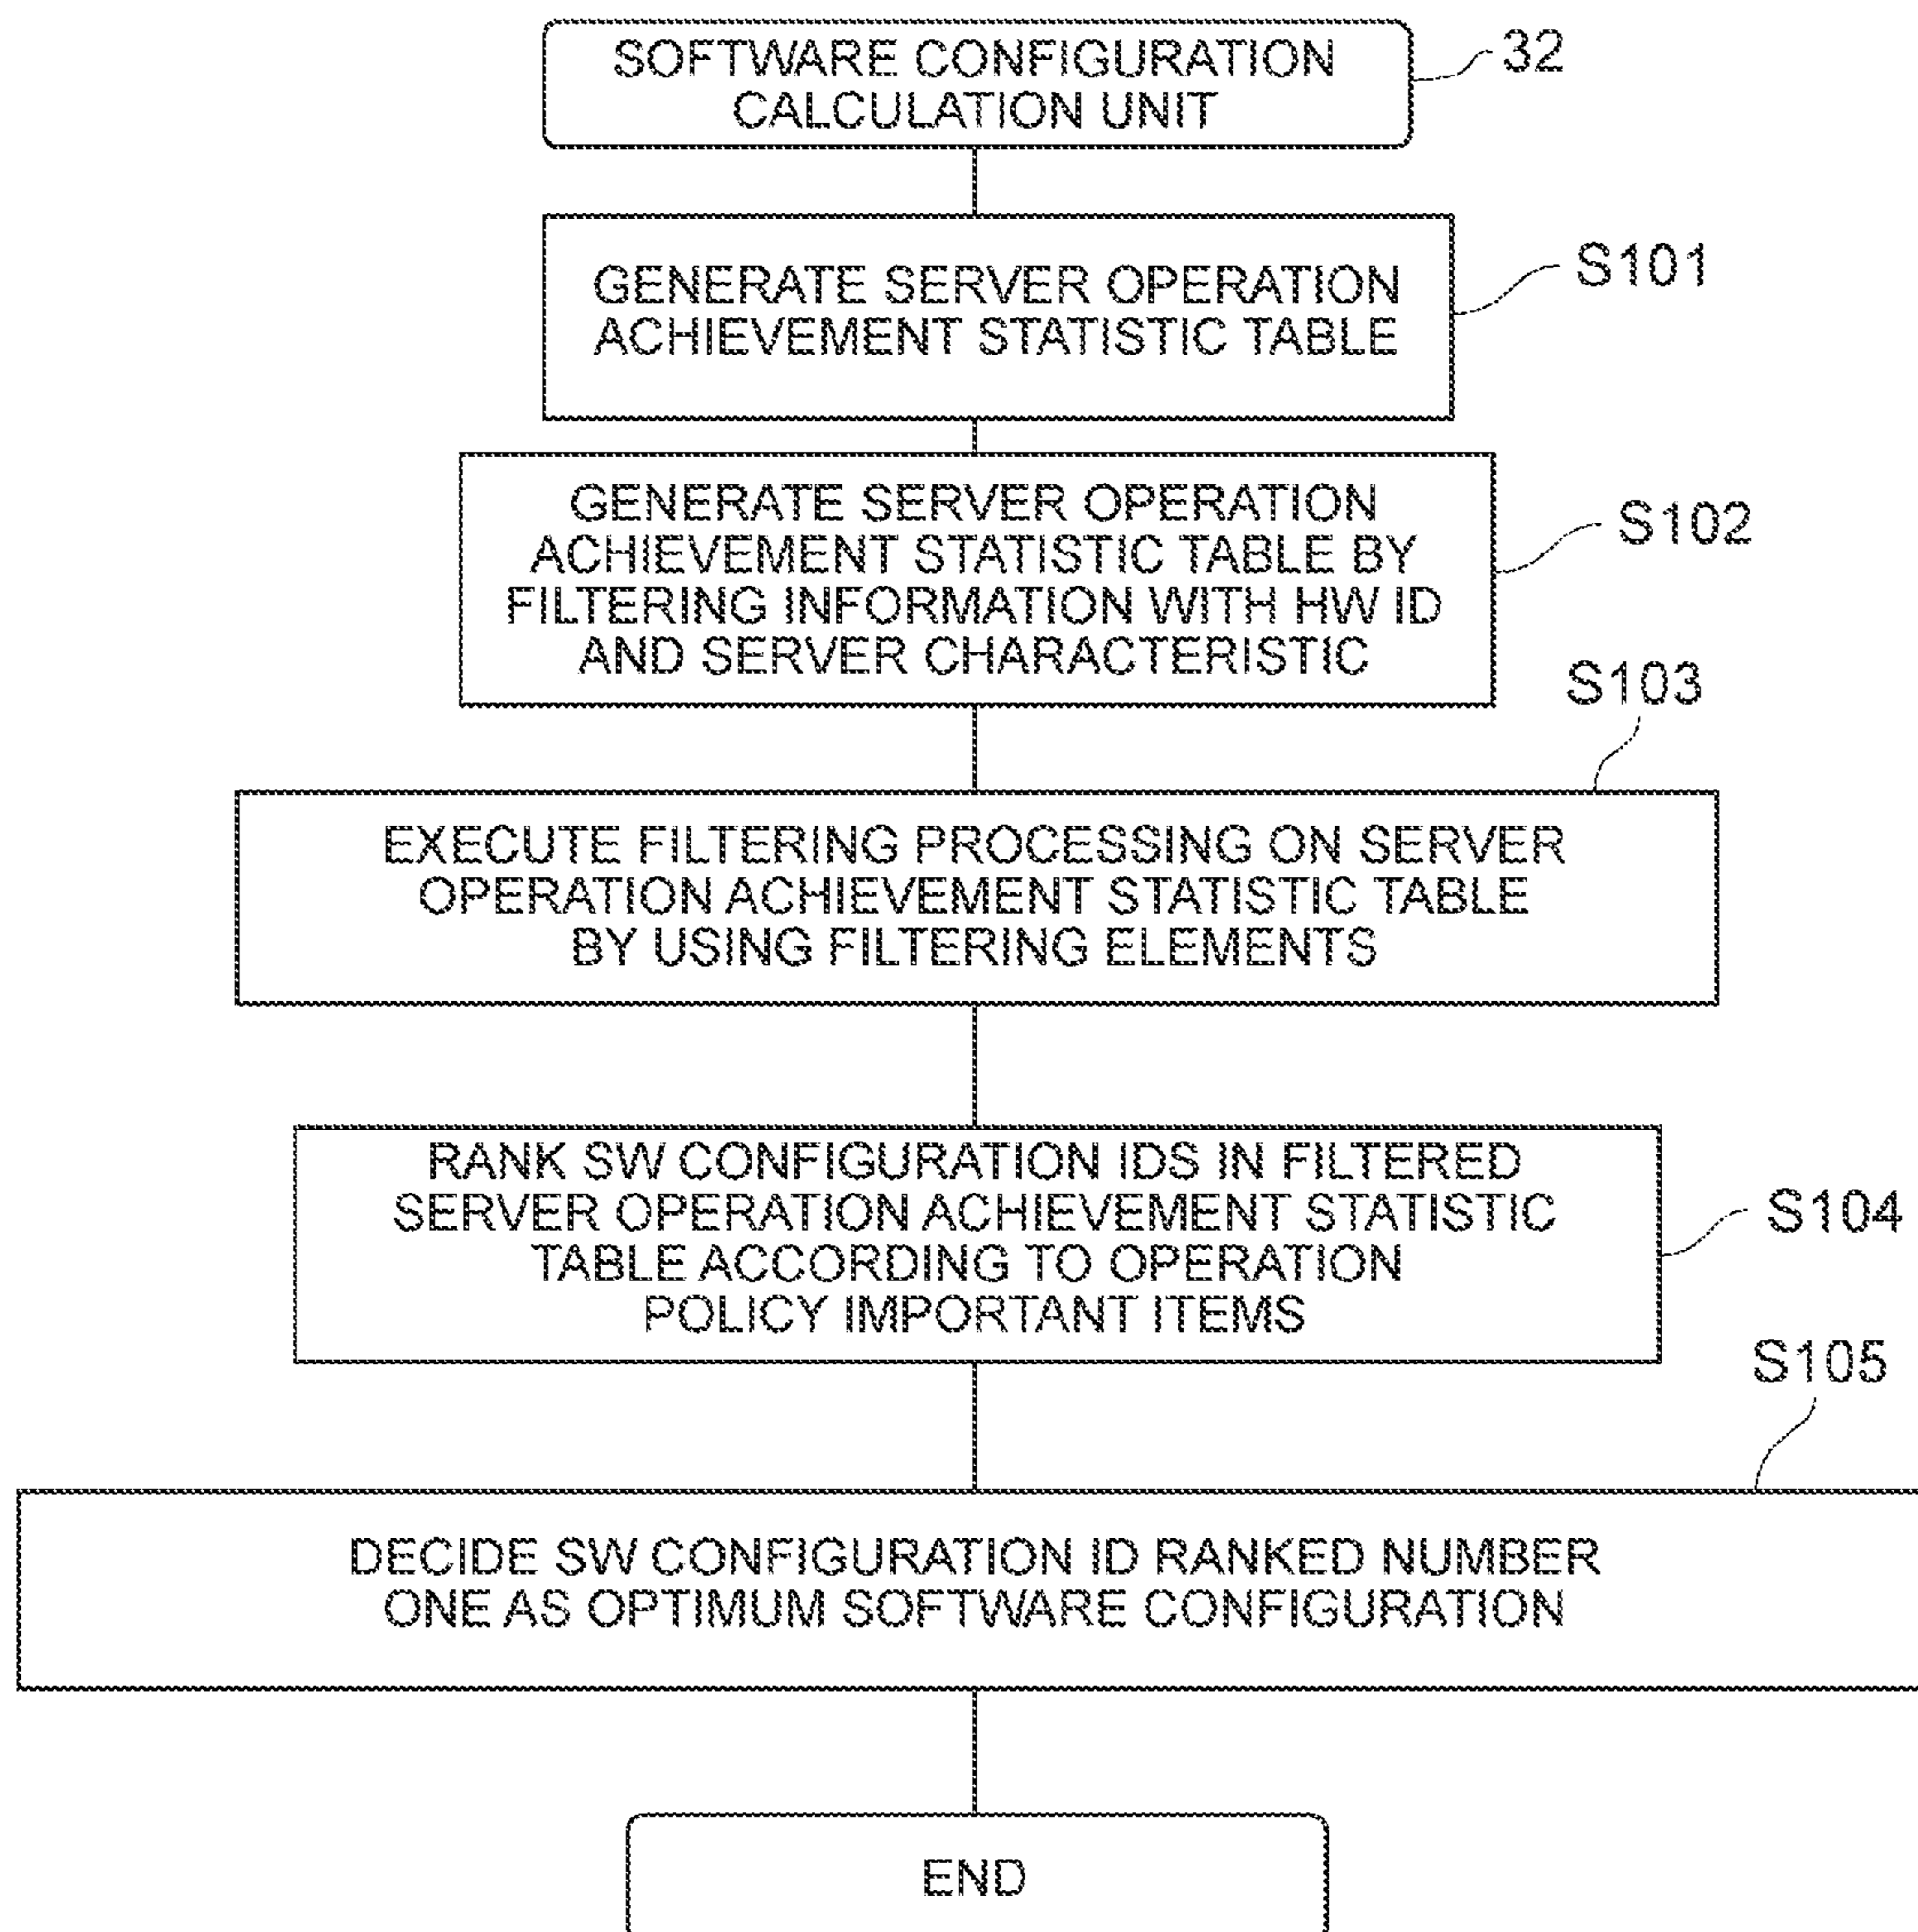 SOFTWARE CONFIGURATION
CALCULATION UNIT
32
GENERATE SERVER OPERATION
ACHIEVEMENT STATISTIC TABLE
S101
GENERATE SERVER OPERATION
ACHIEVEMENT STATISTIC TABLE BY
FILTERING INFORMATION WITH HW ID
AND SERVER CHARACTERISTIC
S102
S103
EXECUTE FILTERING PROCESSING ON SERVER
OPERATION ACHIEVEMENT STATISTIC TABLE
BY USING FILTERING ELEMENTS
RANK SW CONFIGURATION IDS IN FILTERED
SERVER OPERATION ACHIEVEMENT STATISTIC
TABLE ACCORDING TO OPERATION
POLICY IMPORTANT ITEMS
S104
S105
DECIDE SW CONFIGURATION ID RANKED NUMBER
ONE AS OPTIMUM SOFTWARE CONFIGURATION
END